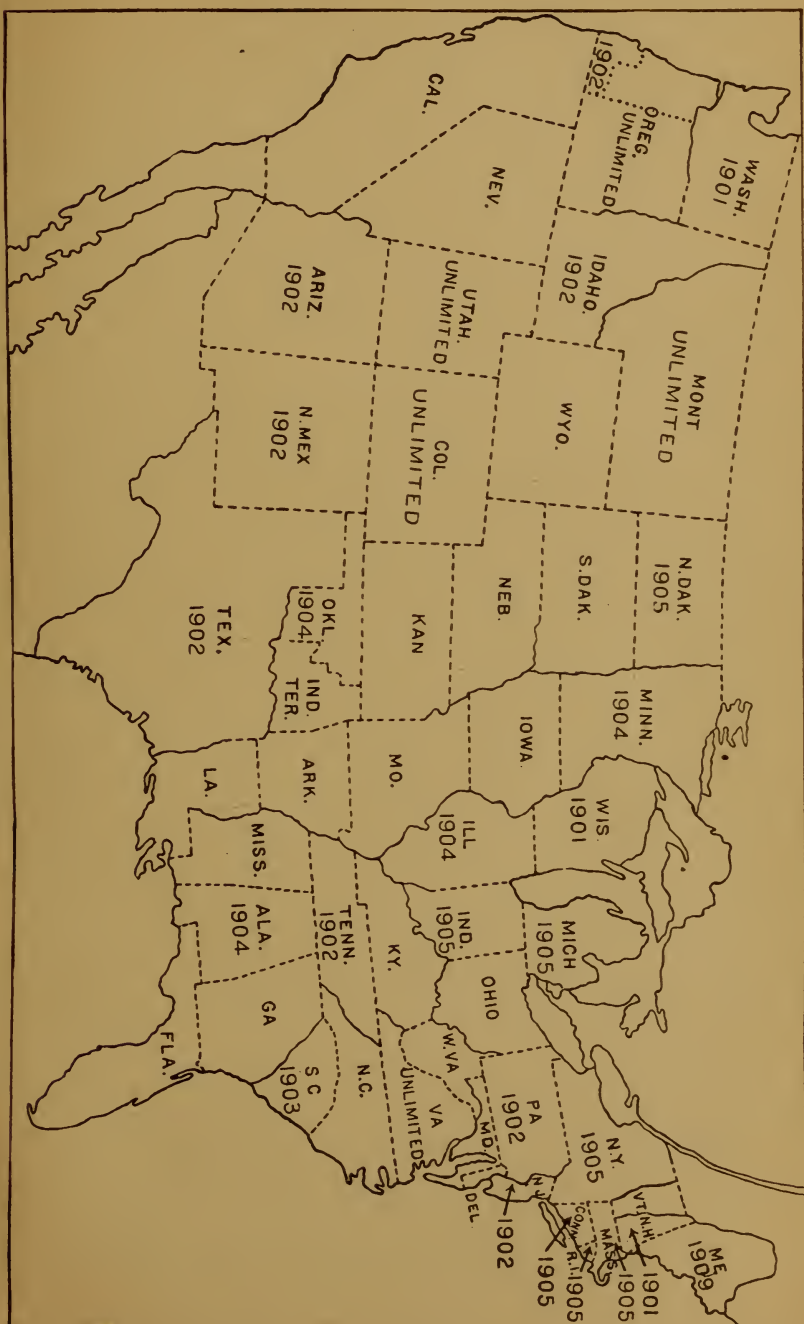 WASH.
1901
OREG.
UNLIMITED
1902
CAL.
NEV.
IDAHO.
1902
MONT
UNLIMITED
WYO.
UTAH.
UNLIMITED
COL.
UNLIMITED
ARIZ.
1902
N.MEX
1902
N.DAK.
1905
S.DAK.
NEB.
KAN
OKL.
1904
IND.
TER.
TEX,
1902
MINN.
1904
IOWA
MO.
ARK.
LA.
WIS.
1901
ILL
1904
MICH
1905
IND.
1905
OHIO
KY.
TENN.
1902
MISS.
ALA.
1904
GA
FLA.
S C
1903
N.C.
VA
UNLIMITED
W.VA
MD.
DEL.
PA
1902
N.J.
1902
N.Y.
1905
CONN.
1905
R.I.
1905
MASS
1905
VT.
N.H.
1901
ME
1909